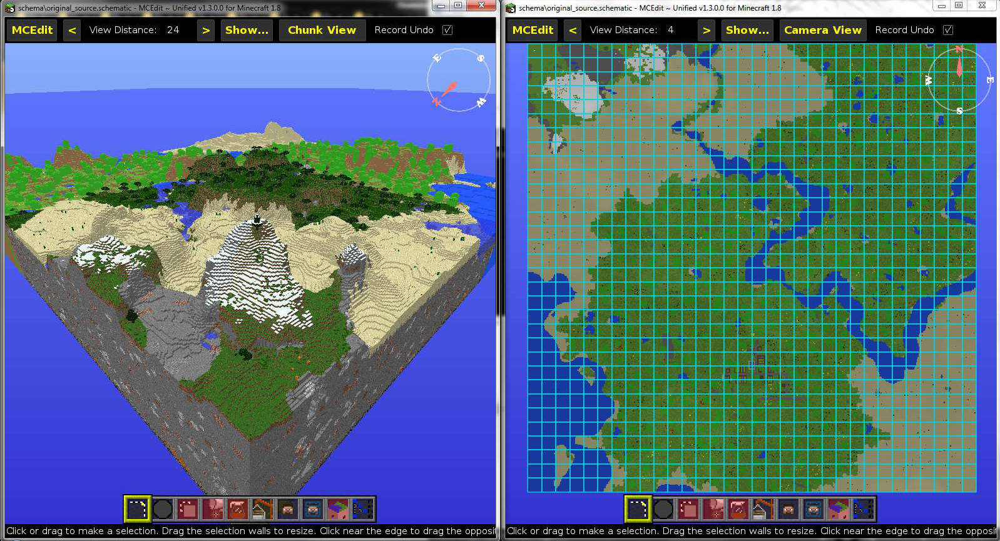 schema\original_source.schematic - MCEdit ~ Unified v1.3.0.0 for Minecraft 1.8
MCEdit < View Distance: 24 > Show... Chunk View Record Undo
E S N W
Click or drag to make a selection. Drag the selection walls to resize. Click near the edge to drag the opposit
schema\original_source.schematic - MCEdit ~ Unified v1.3.0.0 for Minecraft 1.8
MCEdit < View Distance: 4 > Show... Camera View Record Undo
N W E S
Click or drag to make a selection. Drag the selection walls to resize. Click near the edge to drag the opposit